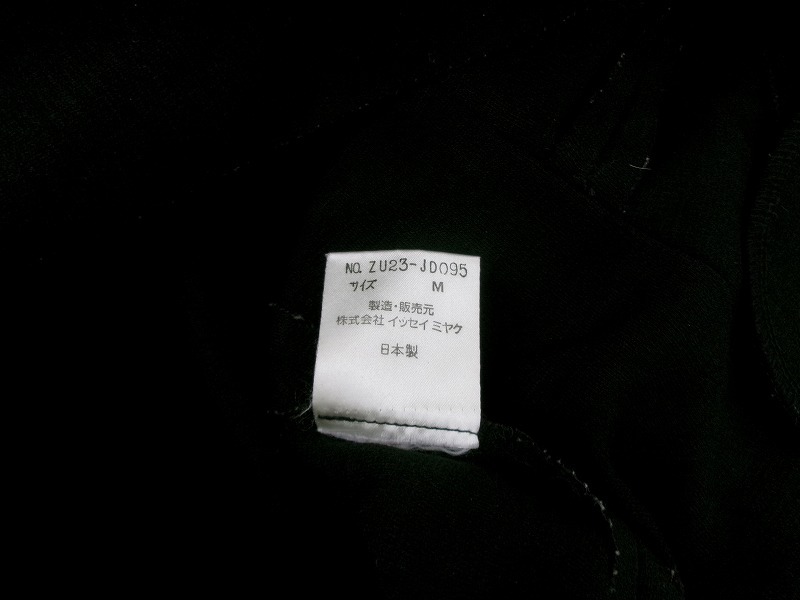 NO. ZU23-JD095
サイズ M
製造・販売元
株式会社 イッセイ ミヤケ
日本製